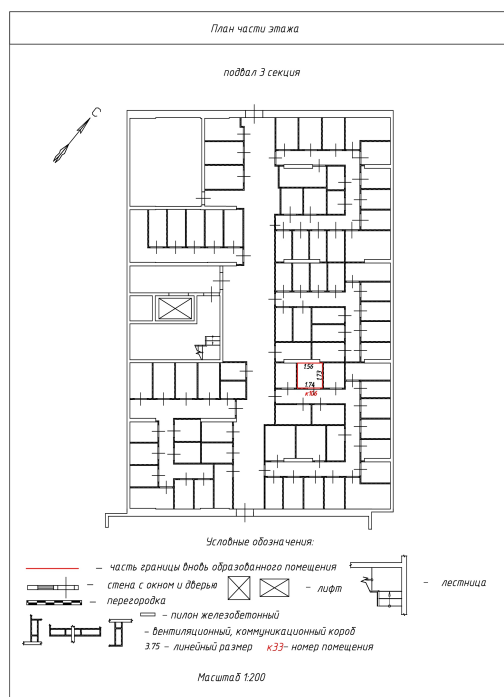 План части этажа
подвал 3 секция
С
1.56
1.73
1.74
к106
Условные обозначения:
– часть границы вновь образованного помещения
– стена с окном и дверью
– лифт
– лестница
– перегородка
– пилон железобетонный
– вентиляционный, коммуникационный короб
3.75 – линейный размер к33– номер помещения
Масштаб 1:200